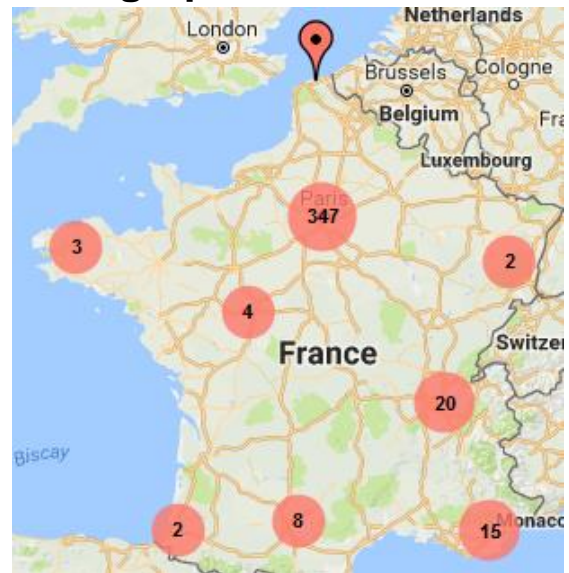 Netherlands
London
Brussels
Cologne
Belgium
Fra
Luxembourg
Paris
347
3
2
4
Switzer
France
20
Biscay
2
8
15
Monaco